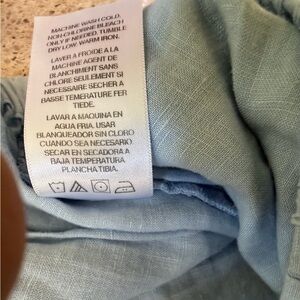 MACHINE WASH COLD.
NON-CHLORINE BLEACH
ONLY IF NEEDED. TUMBLE
DRY LOW. WARM IRON.
LAVER A FROIDE A LA
MACHINE AGENT DE
BLANCHIMENT SANS
CHLORE SEULEMENT SI
NECESSAIRE SÉCHER A
BASSE TEMERATURE FER
TIEDE.
LAVAR A MAQUINA EN
AGUA FRIA. USAR
BLANQUEADOR SIN CLORO
CUANDO SEA NECESARIO.
SECAR EN SECADORA A
BAJA TEMPERATURA
PLANCHA TIBIA.